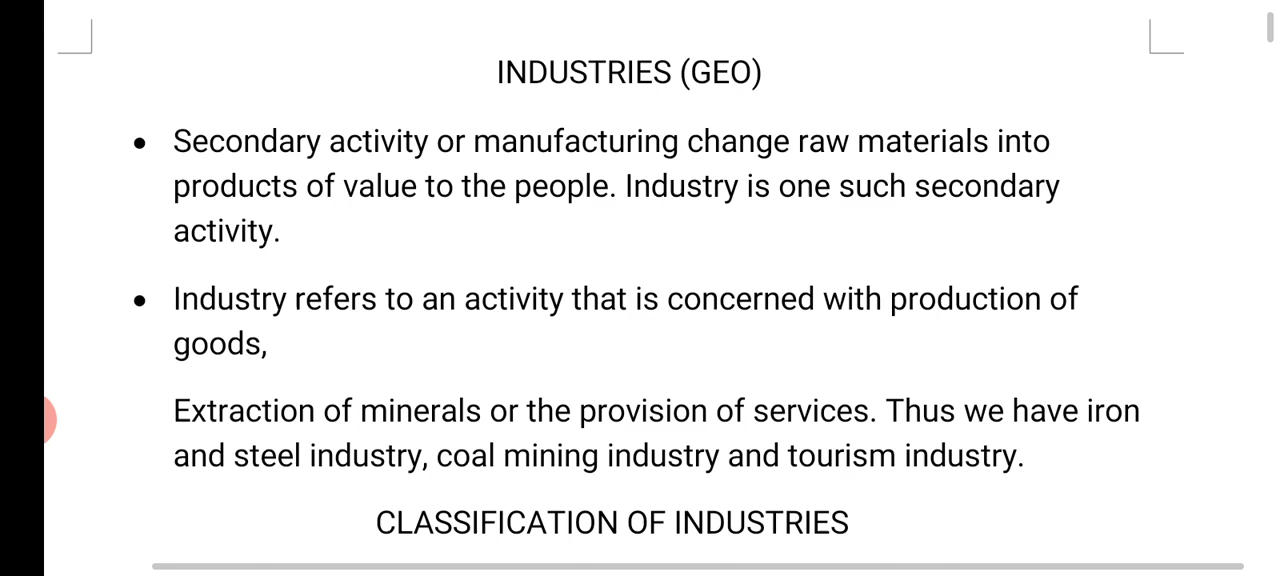 INDUSTRIES (GEO)
• Secondary activity or manufacturing change raw materials into
products of value to the people. Industry is one such secondary
activity.
• Industry refers to an activity that is concerned with production of
goods,
Extraction of minerals or the provision of services. Thus we have iron
and steel industry, coal mining industry and tourism industry.
CLASSIFICATION OF INDUSTRIES